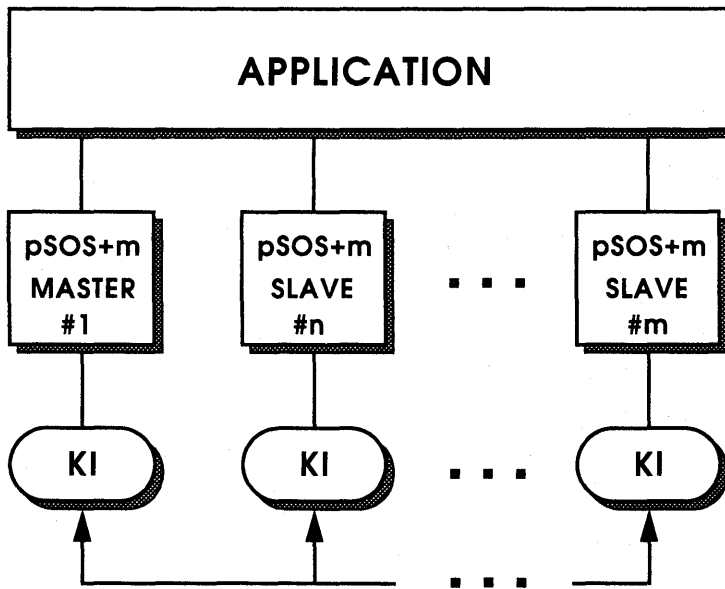 APPLICATION
pSOS+m
MASTER
#1
pSOS+m
SLAVE
#n
pSOS+m
SLAVE
#m
KI
KI
KI